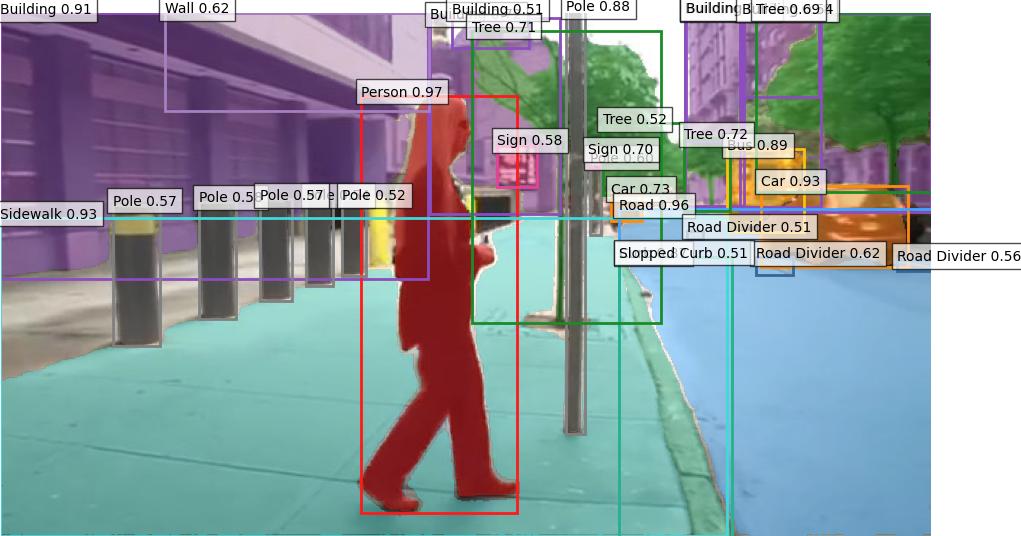 Building 0.91
Wall 0.62
Building 0.51
Pole 0.88
Building
Tree 0.69
Tree 0.71
Person 0.97
Tree 0.52
Tree 0.72
Sign 0.58
Sign 0.70
Bus 0.89
Pole 0.60
Car 0.93
Car 0.73
Pole 0.57
Pole 0.5
Pole 0.57
Pole 0.52
Road 0.96
Sidewalk 0.93
Road Divider 0.51
Slopped Curb 0.51
Road Divider 0.62
Road Divider 0.56